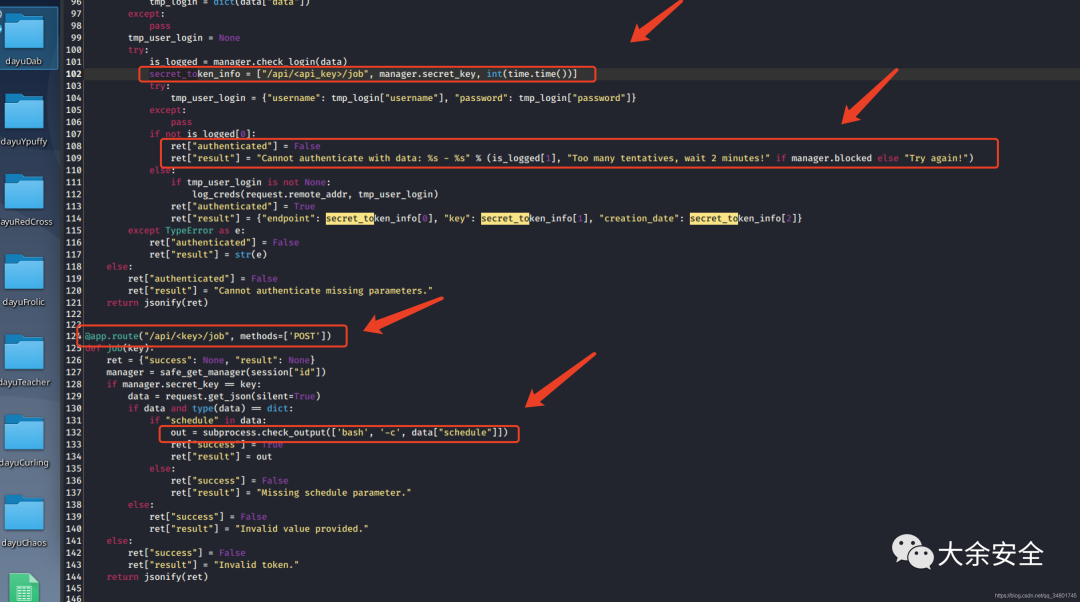 96 tmp_login = dict(data["data"])
97 except:
98 pass
99 tmp_user_login = None
100 try:
101 is_logged = manager.check_login(data)
102 secret_token_info = ["/api/<api_key>/job", manager.secret_key, int(time.time())]
103 try:
104 tmp_user_login = {"username": tmp_login["username"], "password": tmp_login["password"]}
105 except:
106 pass
107 if not is_logged[0]:
108 ret["authenticated"] = False
109 ret["result"] = "Cannot authenticate with data: %s - %s" % (is_logged[1], "Too many tentatives, wait 2 minutes!" if manager.blocked else "Try again!")
110 else:
111 if tmp_user_login is not None:
112 log_creds(request.remote_addr, tmp_user_login)
113 ret["authenticated"] = True
114 ret["result"] = {"endpoint": secret_token_info[0], "key": secret_token_info[1], "creation_date": secret_token_info[2]}
115 except TypeError as e:
116 ret["authenticated"] = False
117 ret["result"] = str(e)
118 else:
119 ret["authenticated"] = False
120 ret["result"] = "Cannot authenticate missing parameters."
121 return jsonify(ret)
122
123
124 @app.route("/api/<key>/job", methods=['POST'])
125 def job(key):
126 ret = {"success": None, "result": None}
127 manager = safe_get_manager(session["id"])
128 if manager.secret_key == key:
129 data = request.get_json(silent=True)
130 if data and type(data) == dict:
131 if "schedule" in data:
132 out = subprocess.check_output(['bash', '-c', data["schedule"]])
133 ret["success"] = True
134 ret["result"] = out
135 else:
136 ret["success"] = False
137 ret["result"] = "Missing schedule parameter."
138 else:
139 ret["success"] = False
140 ret["result"] = "Invalid value provided."
141 else:
142 ret["success"] = False
143 ret["result"] = "Invalid token."
144 return jsonify(ret)
145
146
dayuDab
dayuYpuffy
ayuRedCross
dayuFrolic
dayuTeacher
dayuCurling
dayuChaos
大余安全
https://blog.csdn.net/qq_34801745